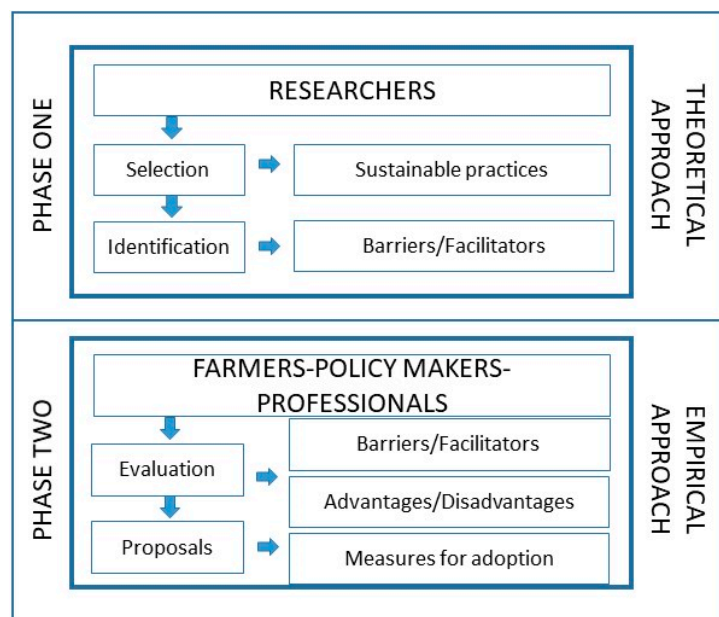 PHASE ONE
RESEARCHERS
Selection
Sustainable practices
Identification
Barriers/Facilitators
THEORETICAL
APPROACH
PHASE TWO
FARMERS-POLICY MAKERS-
PROFESSIONALS
Evaluation
Barriers/Facilitators
Advantages/Disadvantages
Proposals
Measures for adoption
EMPIRICAL
APPROACH